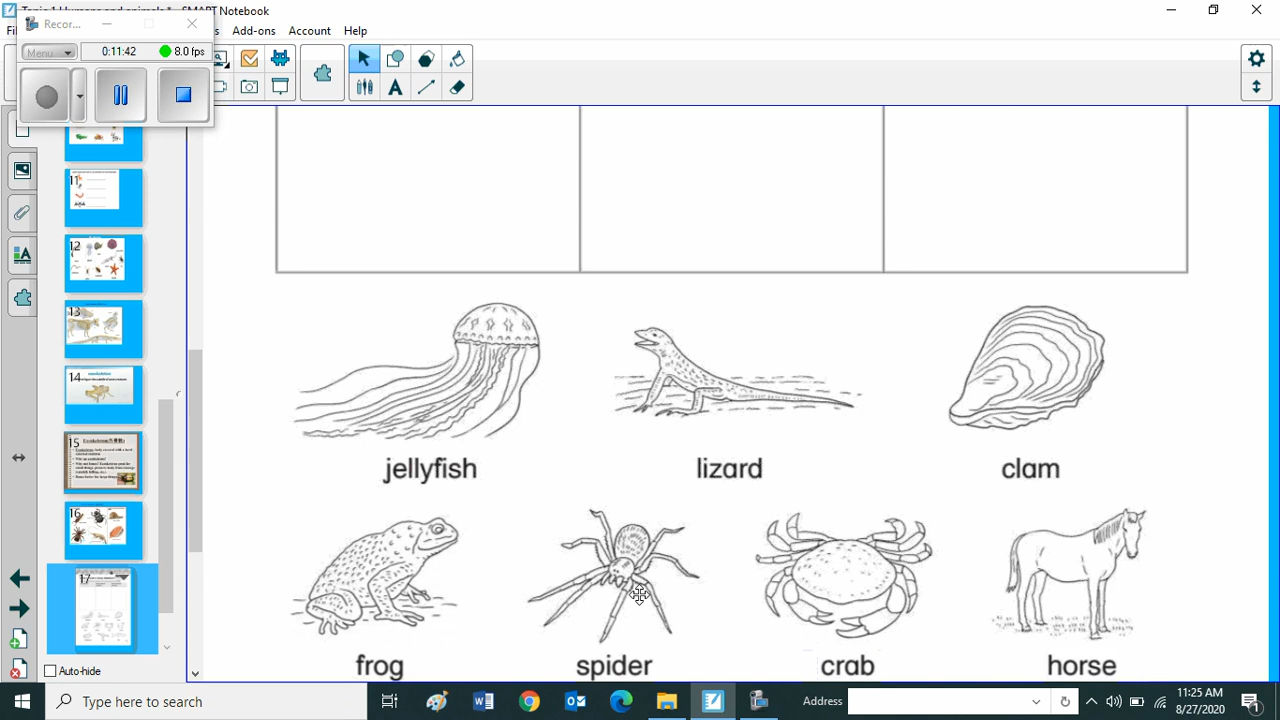 Topic 1 Humans and animals * - SMART Notebook
Recor...
Add-ons Account Help
Menu 0:11:42 8.0 fps
11
12
13
14
15 Exoskeleton
16
17
jellyfish lizard clam
frog spider crab horse
Auto-hide
Type here to search
Address
11:25 AM
8/27/2020
1